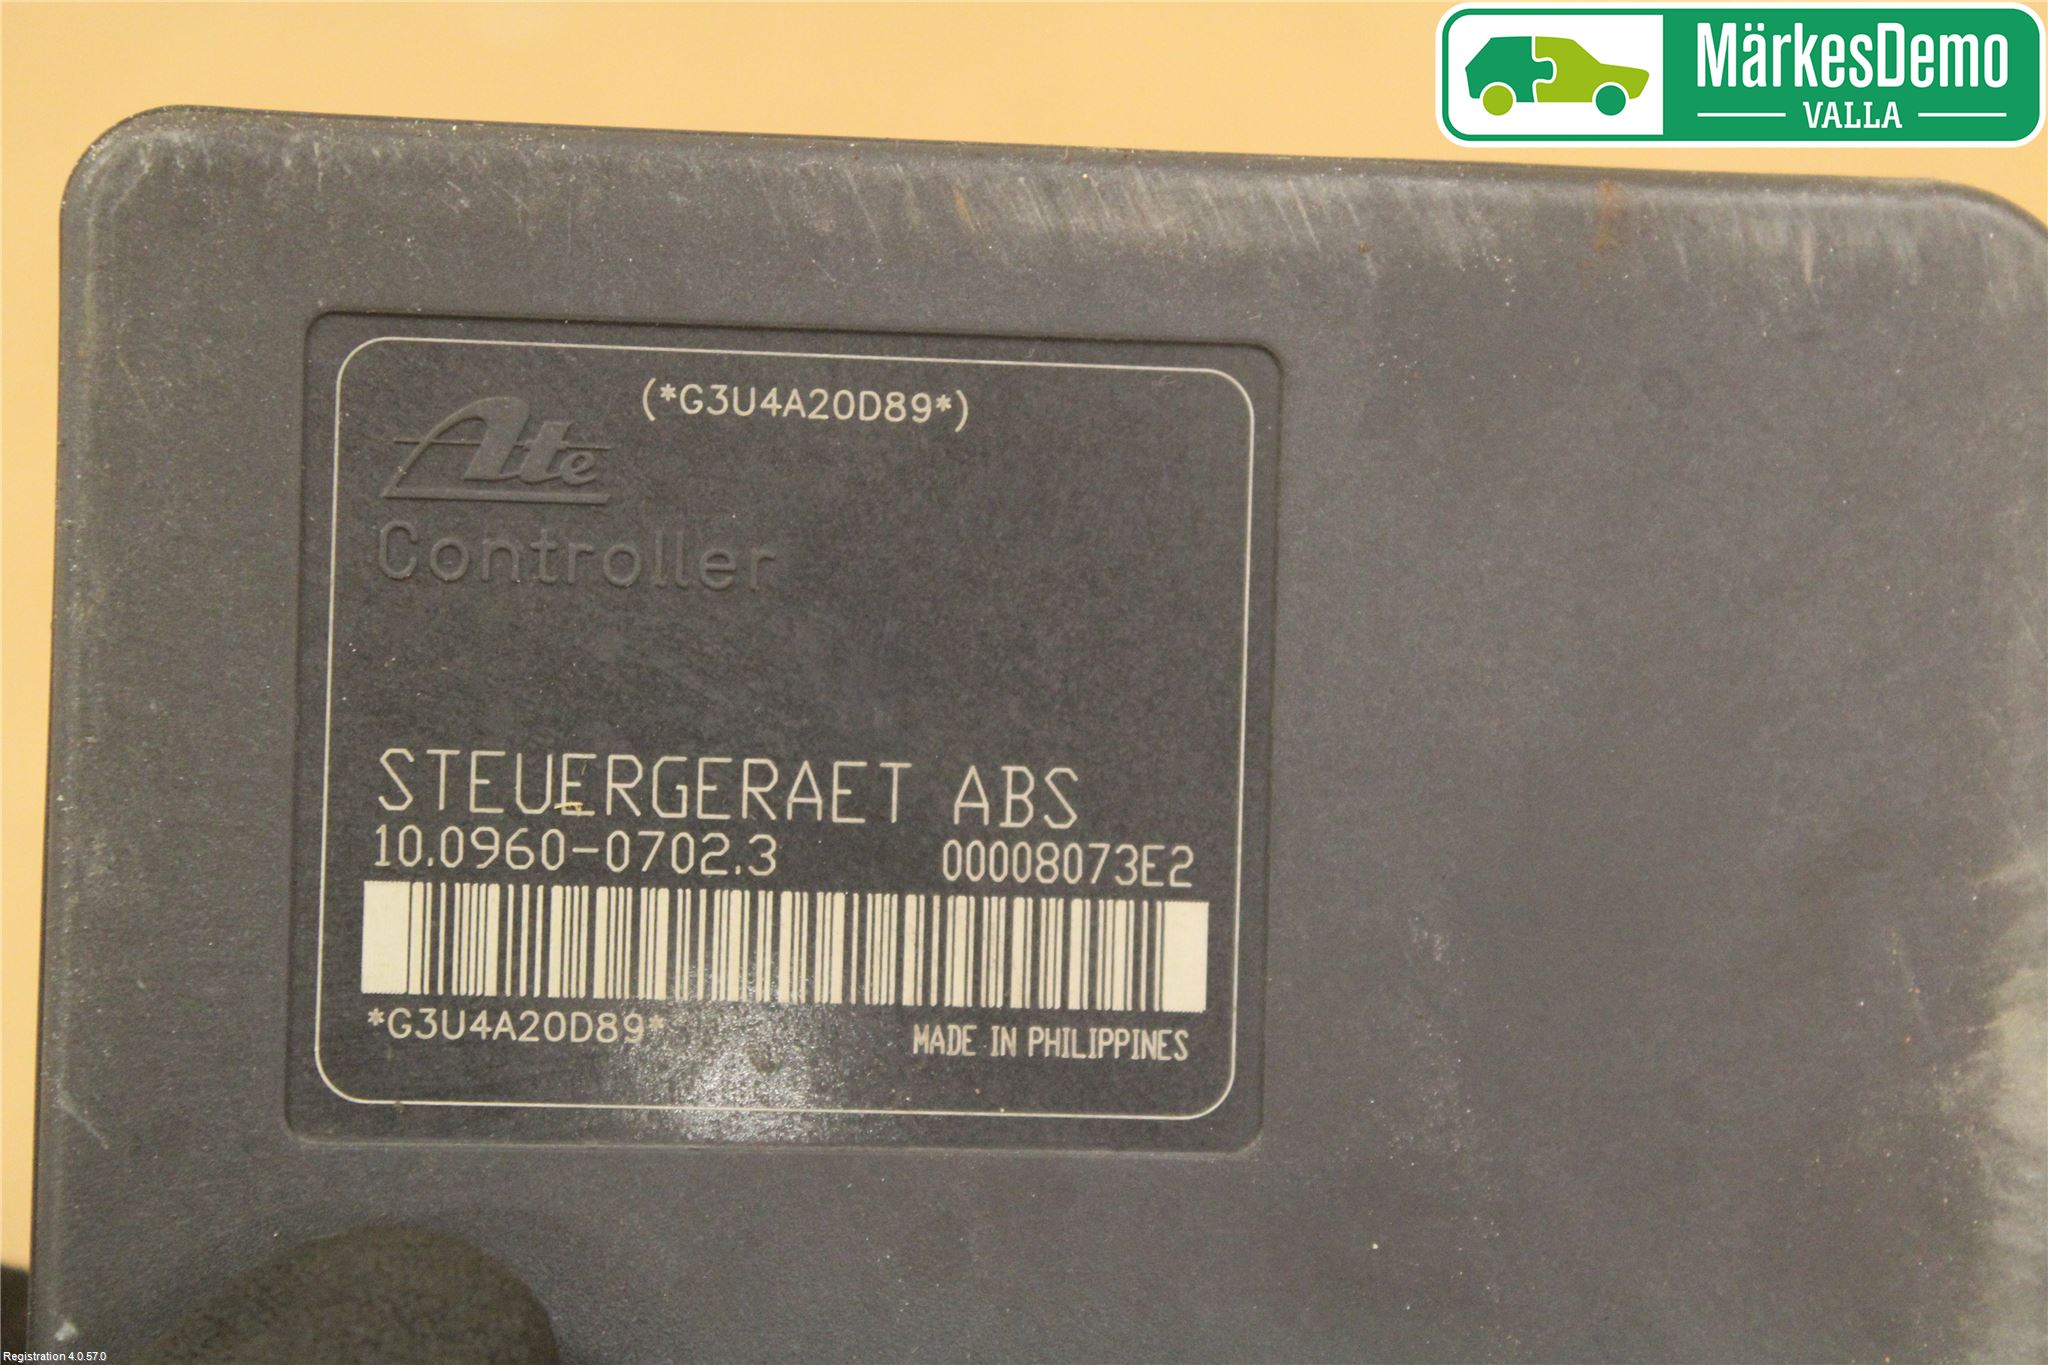 MärkesDemo
VALLA
(*G3U4A20D89*)
Ate
Controller
STEUERGERAET ABS
10.0960-0702.3 00008073E2
*G3U4A20D89*
MADE IN PHILIPPINES
Registration 4.0.57.0